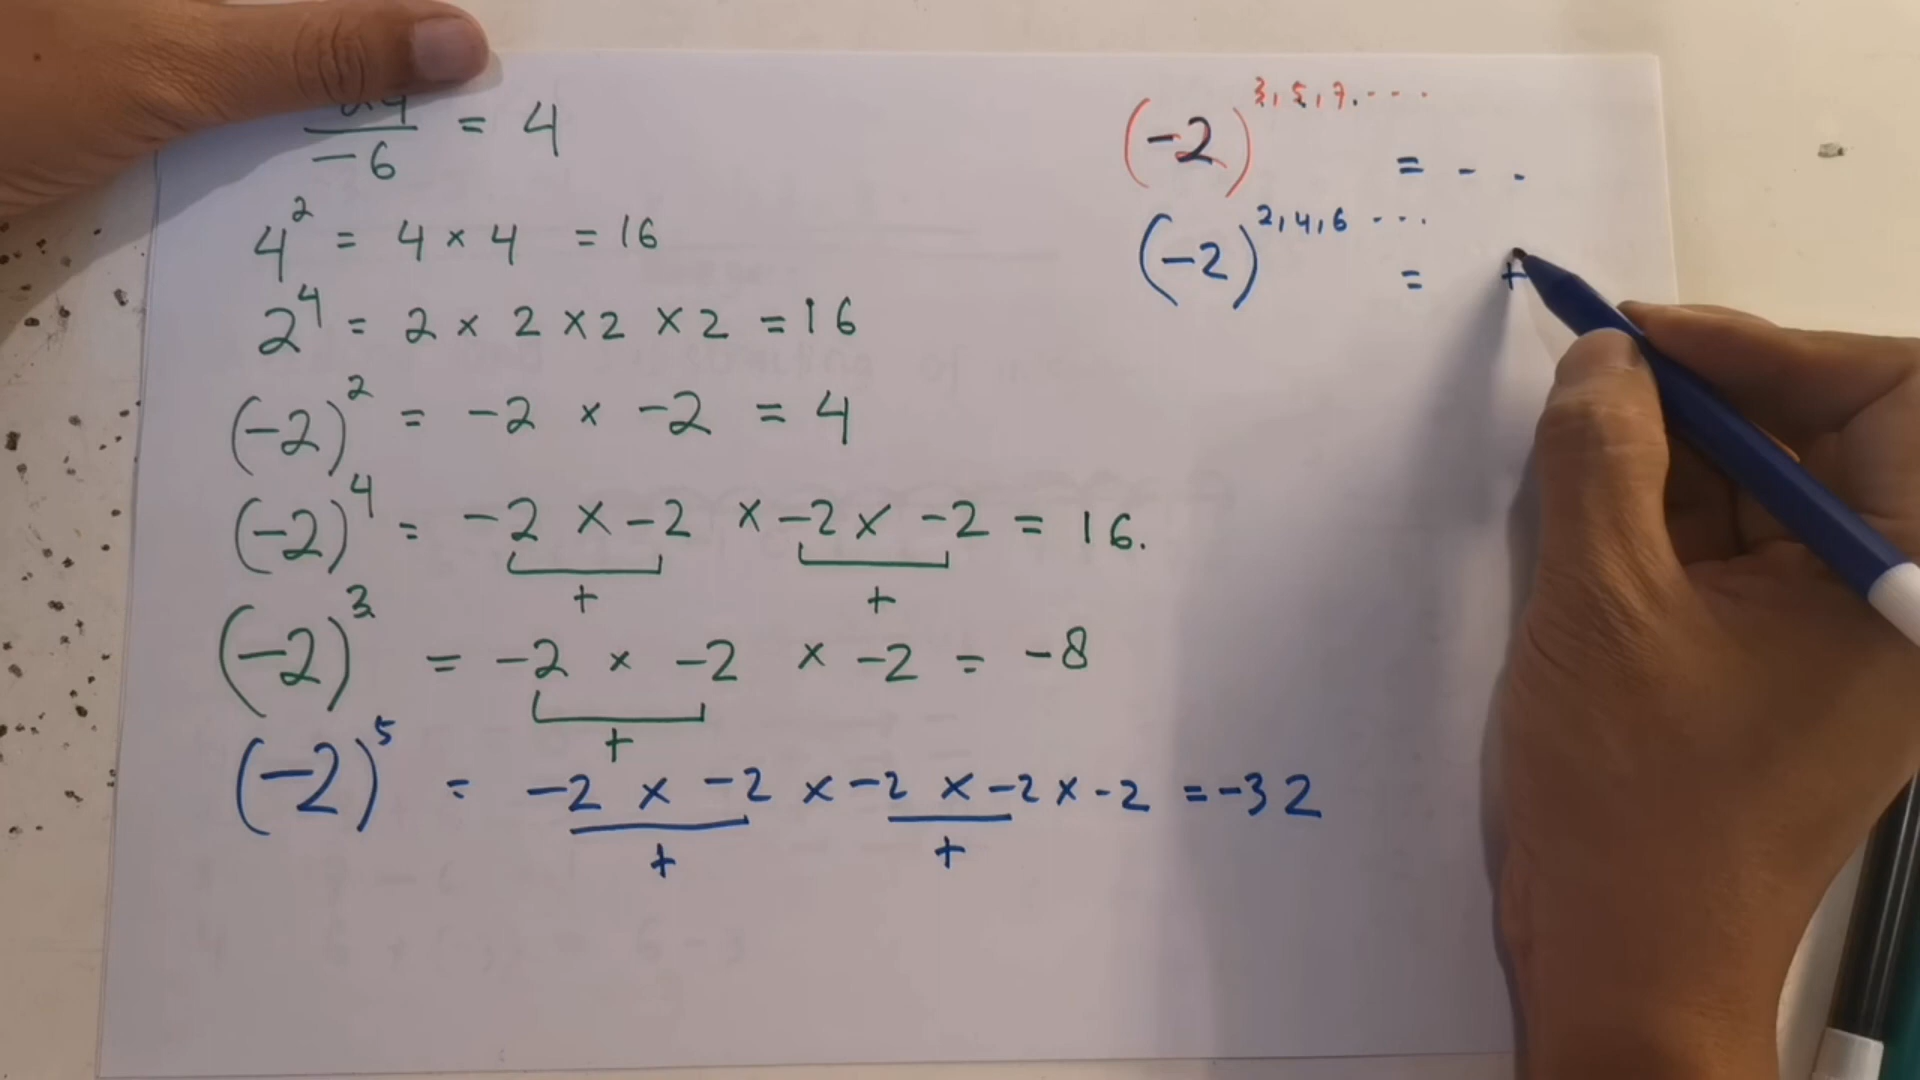 /-6 = 4
4² = 4 × 4 = 16
2⁴ = 2 × 2 × 2 × 2 = 16
(-2)² = -2 × -2 = 4
(-2)⁴ = -2 × -2 × -2 × -2 = 16.
+ +
(-2)³ = -2 × -2 × -2 = -8
+
(-2)⁵ = -2 × -2 × -2 × -2 × -2 = -32
+ +
(-2)^3, 5, 7. ... = - .
(-2)^2, 4, 6 ... = +